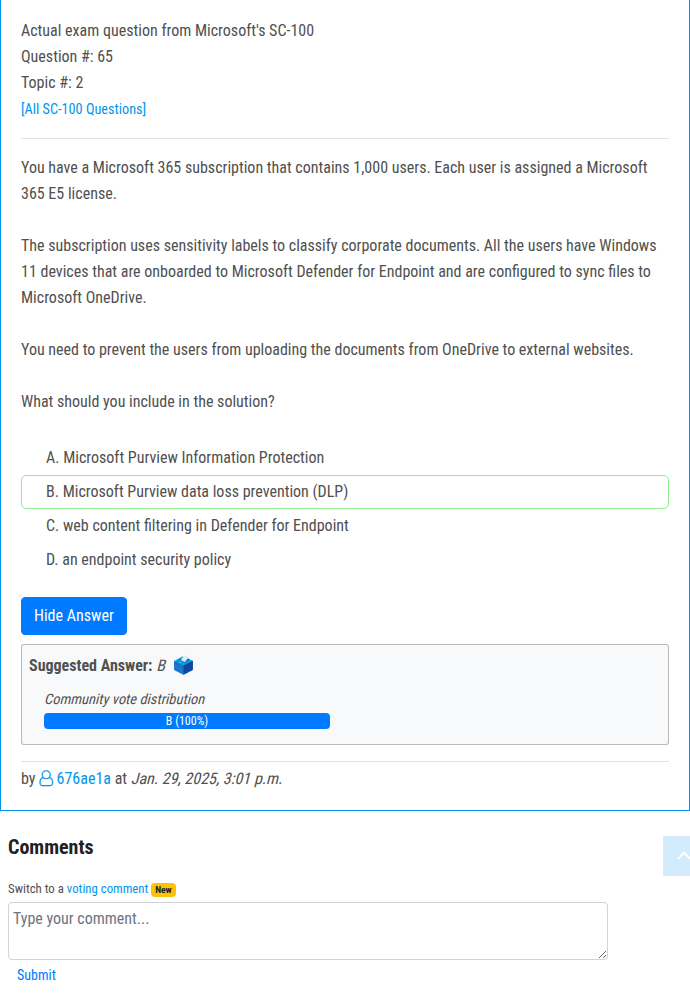 Actual exam question from Microsoft's SC-100
Question #: 65
Topic #: 2
[All SC-100 Questions]
You have a Microsoft 365 subscription that contains 1,000 users. Each user is assigned a Microsoft
365 E5 license.
The subscription uses sensitivity labels to classify corporate documents. All the users have Windows
11 devices that are onboarded to Microsoft Defender for Endpoint and are configured to sync files to
Microsoft OneDrive.
You need to prevent the users from uploading the documents from OneDrive to external websites.
What should you include in the solution?
A. Microsoft Purview Information Protection
B. Microsoft Purview data loss prevention (DLP)
C. web content filtering in Defender for Endpoint
D. an endpoint security policy
Hide Answer
Suggested Answer: B
Community vote distribution
B (100%)
by 676ae1a at Jan. 29, 2025, 3:01 p.m.
Comments
Switch to a voting comment New
Type your comment...
Submit